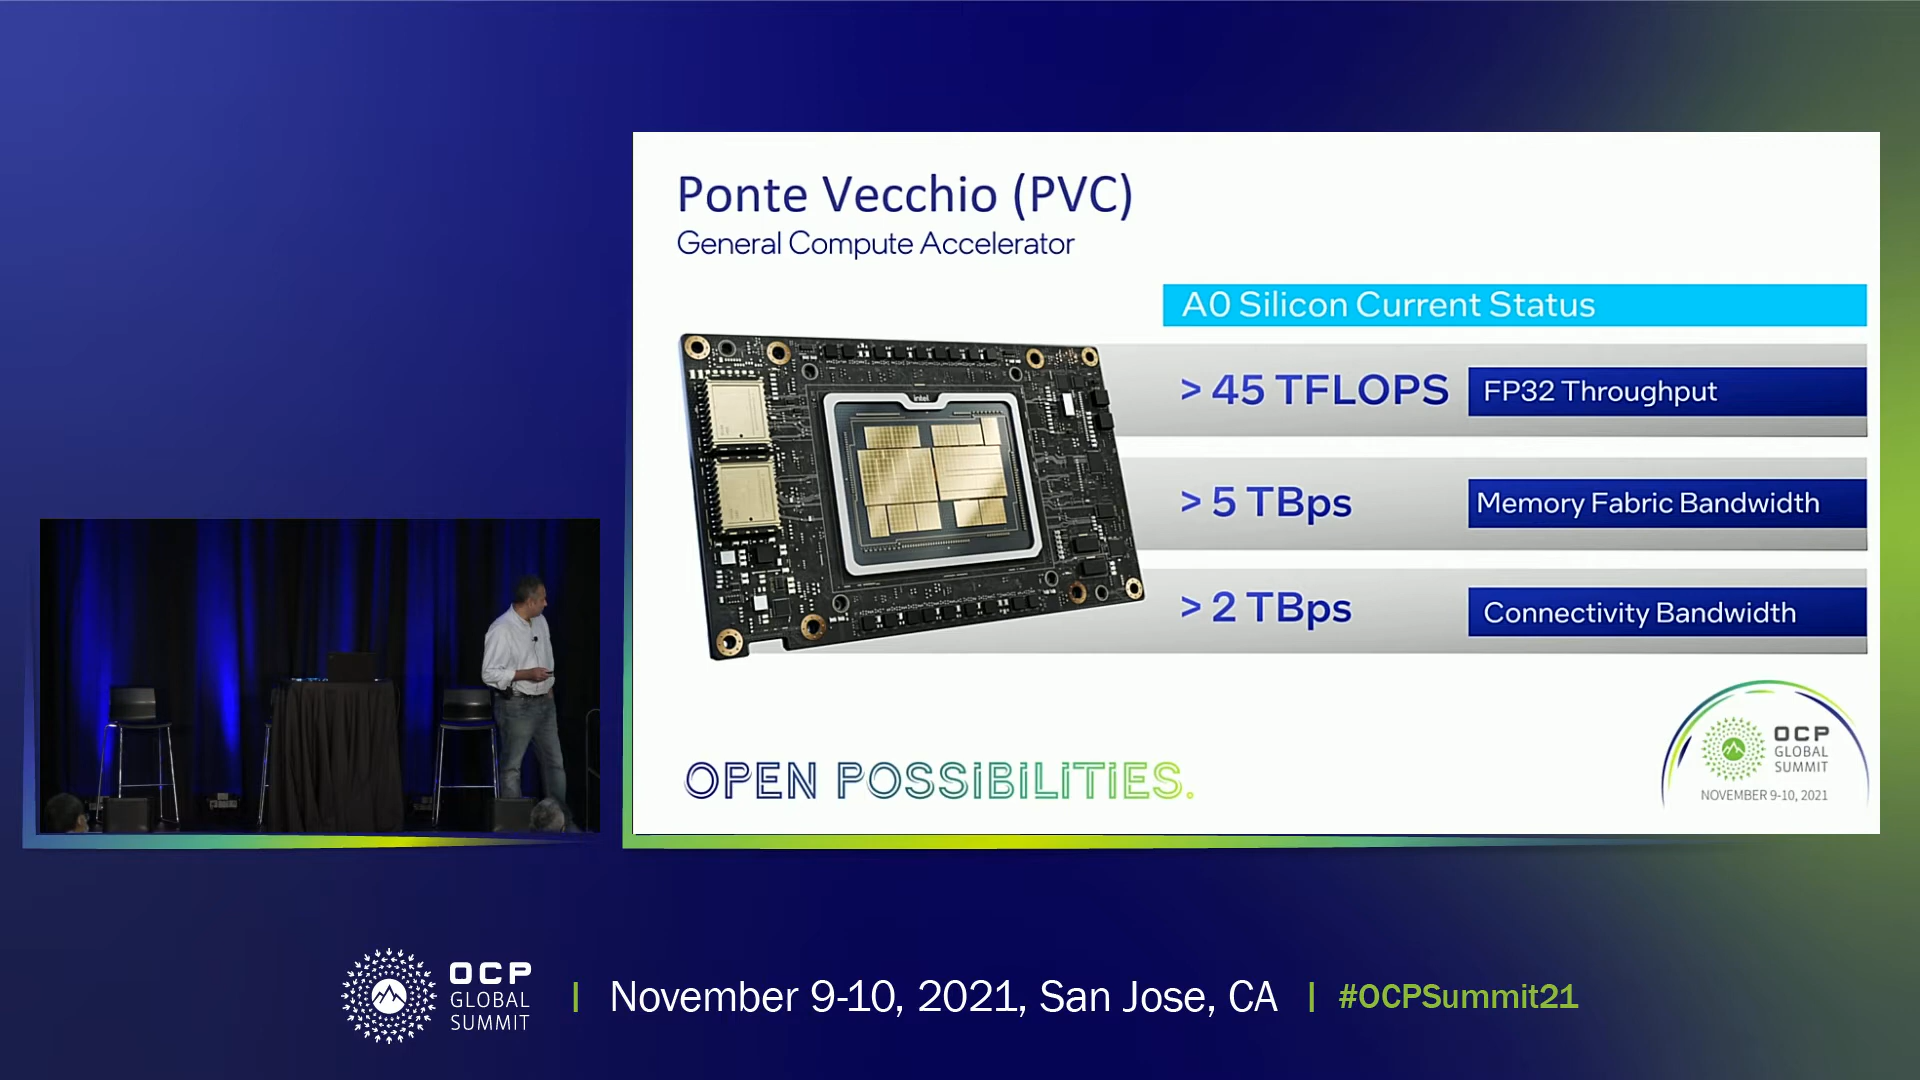 Ponte Vecchio (PVC)
General Compute Accelerator
A0 Silicon Current Status
> 45 TFLOPS FP32 Throughput
> 5 TBps Memory Fabric Bandwidth
> 2 TBps Connectivity Bandwidth
intel
OPEN POSSIBILITIES.
OCP
GLOBAL
SUMMIT
NOVEMBER 9-10, 2021
OCP
GLOBAL
SUMMIT
| November 9-10, 2021, San Jose, CA | #OCPSummit21